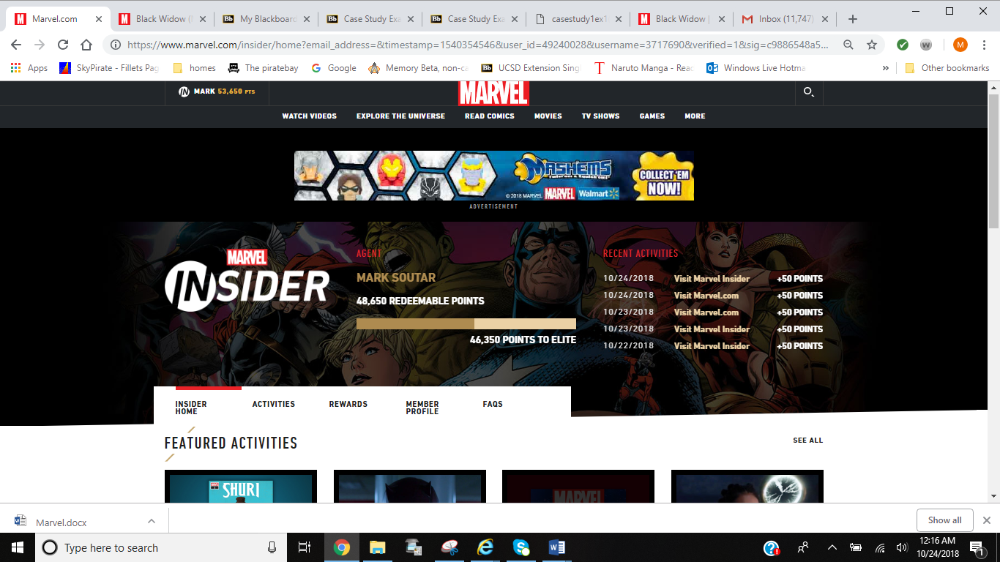 Marvel.com
Black Widow (
My Blackboard
Case Study Exa
Case Study Exa
casestudy1ex1
Black Widow |
Inbox (11,747)
https://www.marvel.com/insider/home?email_address=&timestamp=1540354546&user_id=49240028&username=3717690&verified=1&sig=c9886548a5...
M
Apps
SkyPirate - Fillets Pag
homes
The piratebay
Google
Memory Beta, non-ca
UCSD Extension Sing
Naruto Manga - Read
Windows Live Hotma
»
Other bookmarks
IN MARK 53,650 PTS
MARVEL
WATCH VIDEOS EXPLORE THE UNIVERSE READ COMICS MOVIES TV SHOWS GAMES MORE
MASHEMS
Twist'em & Squish'em!
© 2018 MARVEL MARVEL Walmart
COLLECT 'EM
NOW!
ADVERTISEMENT
MARVEL
INSIDER
AGENT
MARK SOUTAR
48,650 REDEEMABLE POINTS
46,350 POINTS TO ELITE
RECENT ACTIVITIES
10/24/2018 Visit Marvel Insider +50 POINTS
10/24/2018 Visit Marvel.com +50 POINTS
10/23/2018 Visit Marvel.com +50 POINTS
10/23/2018 Visit Marvel Insider +50 POINTS
10/22/2018 Visit Marvel Insider +50 POINTS
INSIDER
HOME
ACTIVITIES
REWARDS
MEMBER
PROFILE
FAQS
FEATURED ACTIVITIES
SEE ALL
SHURI
MARVEL
Marvel.docx
Show all
Type here to search
12:16 AM
10/24/2018
1